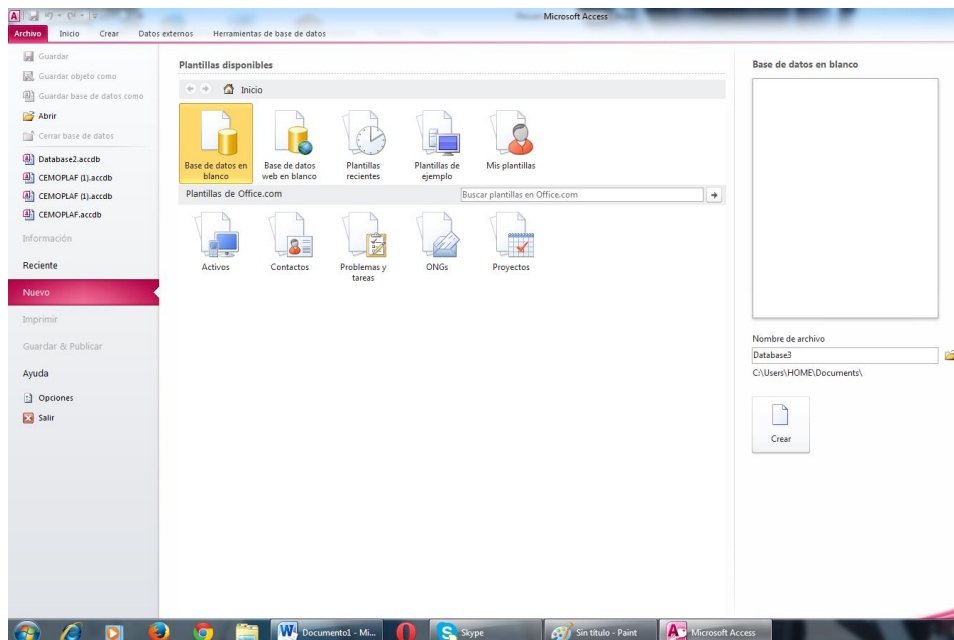 Microsoft Access
Archivo Inicio Crear Datos externos Herramientas de base de datos
Guardar
Guardar objeto como
Guardar base de datos como
Abrir
Cerrar base de datos
Database2.accdb
CEMOPLAF (1).accdb
CEMOPLAF (1).accdb
CEMOPLAF.accdb
Información
Reciente
Nuevo
Imprimir
Guardar & Publicar
Ayuda
Opciones
Salir
Plantillas disponibles
Inicio
Base de datos en
blanco
Base de datos
web en blanco
Plantillas
recientes
Plantillas de
ejemplo
Mis plantillas
Plantillas de Office.com
Buscar plantillas en Office.com
Activos
Contactos
Problemas y
tareas
ONGs
Proyectos
Base de datos en blanco
Nombre de archivo
Database3
C:\Users\HOME\Documents\
Crear
Documento1 - Mi...
Skype
Sin título - Paint
Microsoft Access